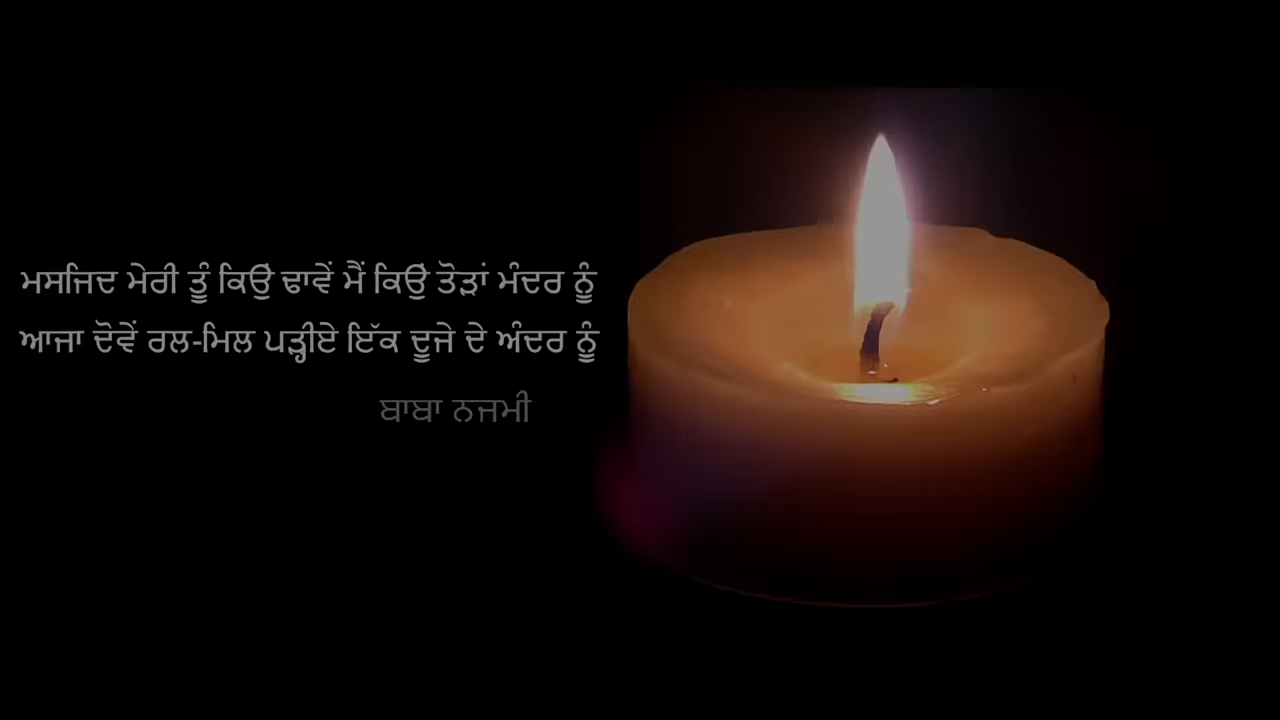 ਮਸਜਿਦ ਮੇਰੀ ਤੂੰ ਕਿਉਂ ਢਾਵੇਂ ਮੈਂ ਕਿਉਂ ਤੋੜਾਂ ਮੰਦਰ ਨੂੰ
ਆਜਾ ਦੋਵੇਂ ਰਲ-ਮਿਲ ਪੜ੍ਹੀਏ ਇੱਕ ਦੂਜੇ ਦੇ ਅੰਦਰ ਨੂੰ
ਬਾਬਾ ਨਜਮੀ